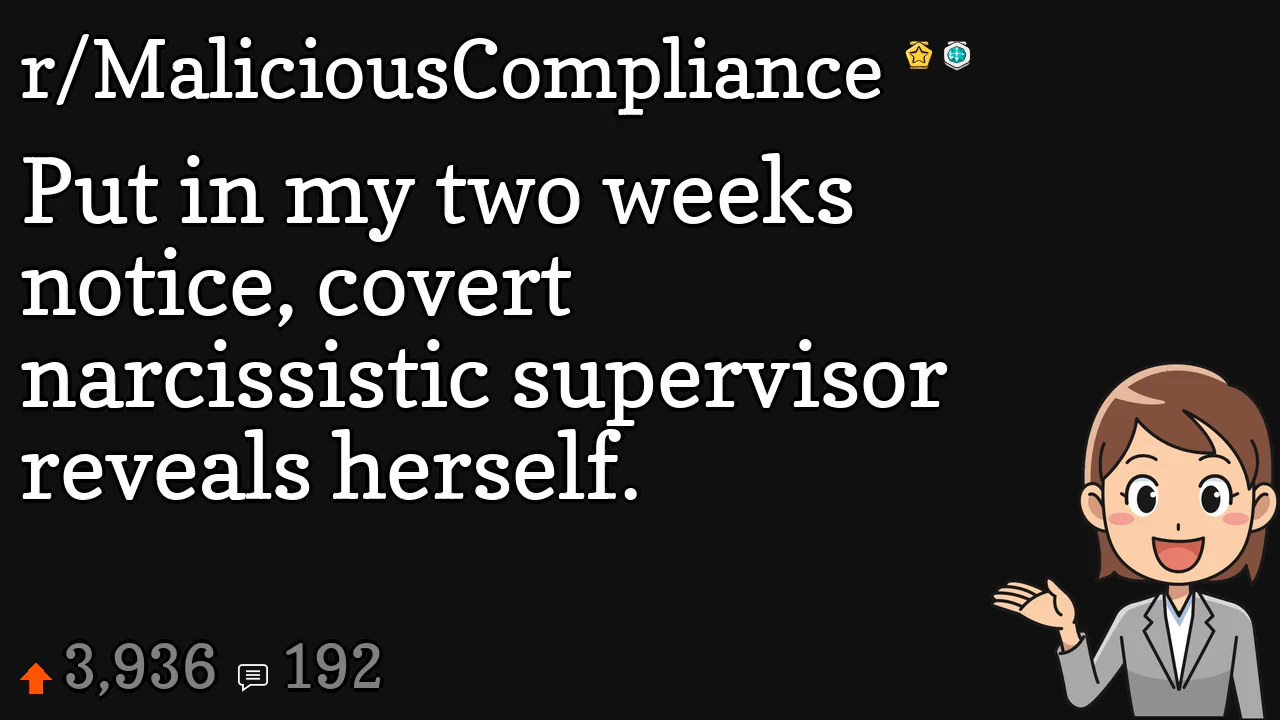 r/MaliciousCompliance
Put in my two weeks
notice, covert
narcissistic supervisor
reveals herself.
3,936 192